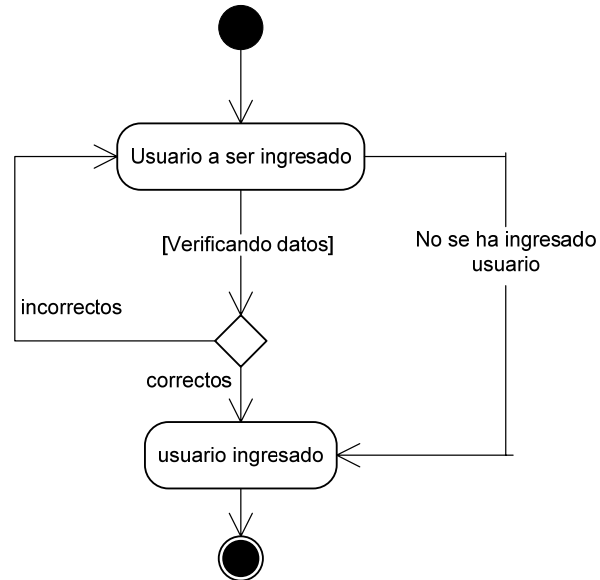 Usuario a ser ingresado
[Verificando datos]
No se ha ingresado
usuario
incorrectos
correctos
usuario ingresado